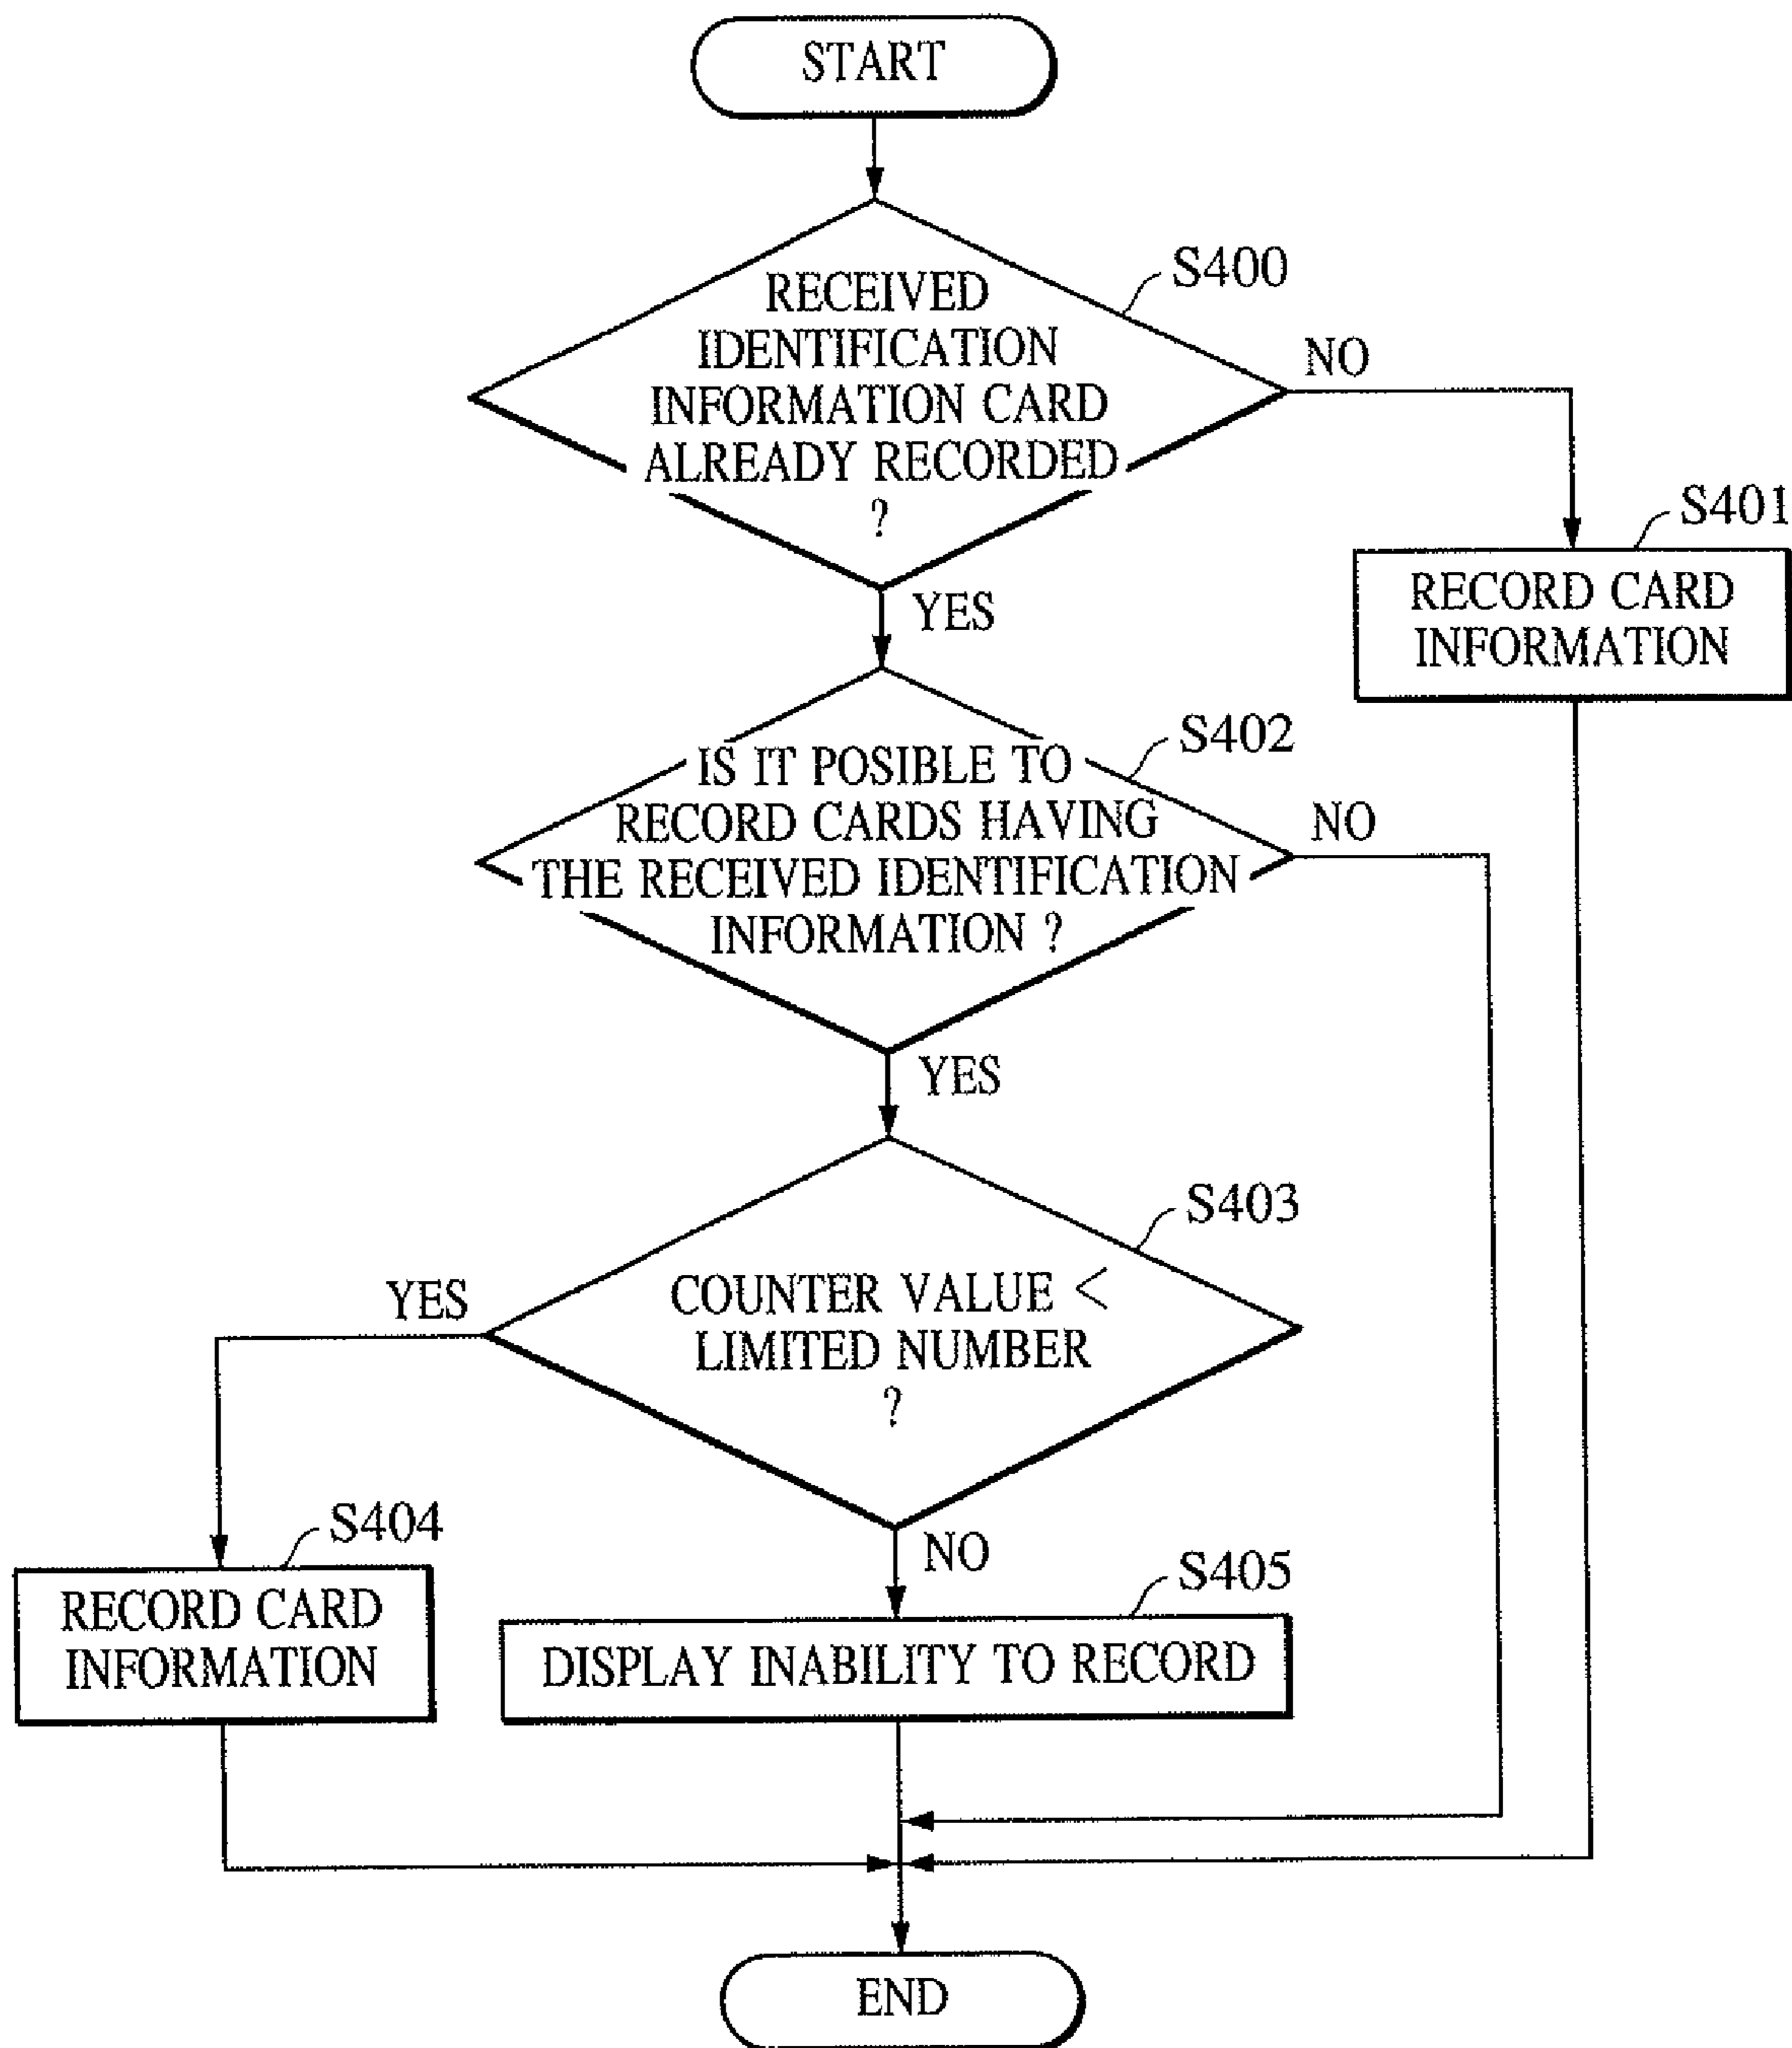 START
S400
RECEIVED
IDENTIFICATION
INFORMATION CARD
ALREADY RECORDED
?
NO
YES
S401
RECORD CARD
INFORMATION
S402
IS IT POSIBLE TO
RECORD CARDS HAVING
THE RECEIVED IDENTIFICATION
INFORMATION ?
NO
YES
S403
COUNTER VALUE <
LIMITED NUMBER
?
YES
NO
S404
RECORD CARD
INFORMATION
S405
DISPLAY INABILITY TO RECORD
END